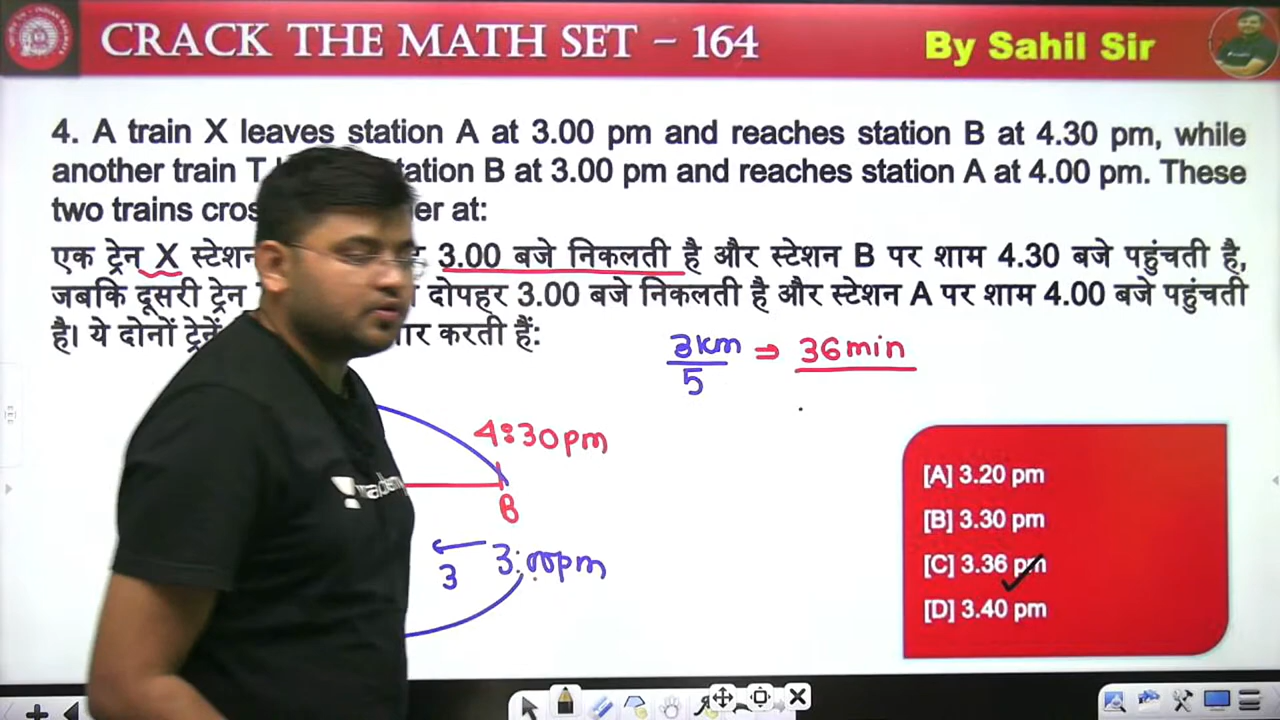 CRACK THE MATH SET - 164
By Sahil Sir
4. A train X leaves station A at 3.00 pm and reaches station B at 4.30 pm, while
another train T station B at 3.00 pm and reaches station A at 4.00 pm. These
two trains at:
एक ट्रेन X स्टेशन 3.00 बजे निकलती है और स्टेशन B पर शाम 4.30 बजे पहुंचती है,
जबकि दूसरी ट्रेन दोपहर 3.00 बजे निकलती है और स्टेशन A पर शाम 4.00 बजे पहुंचती
है। ये दोनों ट्रेनें करती हैं:
3km ⇒ 36min
5
4:30pm
B
3:00pm
3
[A] 3.20 pm
[B] 3.30 pm
[C] 3.36 pm
[D] 3.40 pm